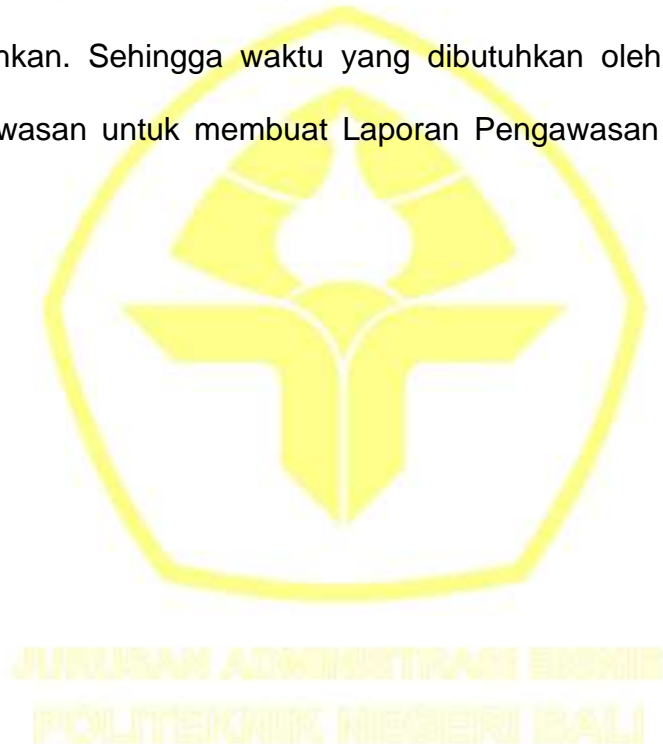 hkan. Sehingga waktu yang dibutuhkan oleh
wasan untuk membuat Laporan Pengawasan
JURUSAN ADMINISTRASI BISNIS
POLITEKNIK NEGERI BALI